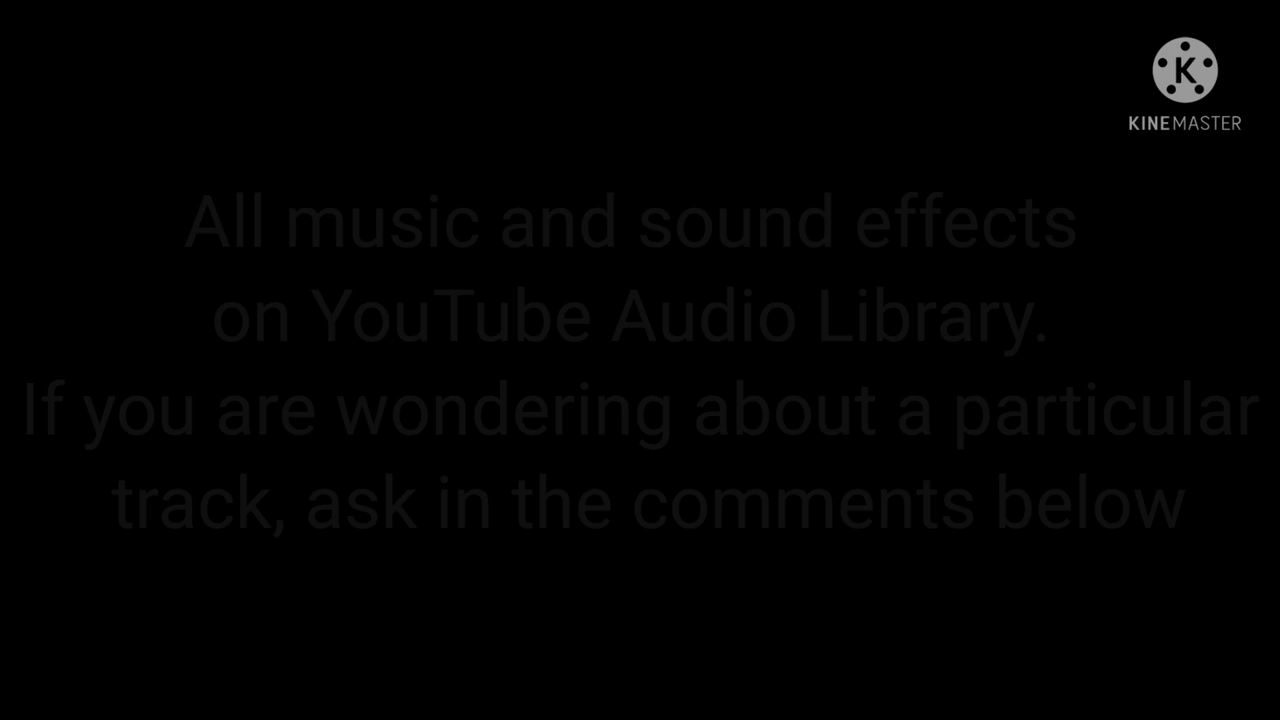 K
KINEMASTER
All music and sound effects
on YouTube Audio Library.
If you are wondering about a particular
track, ask in the comments below